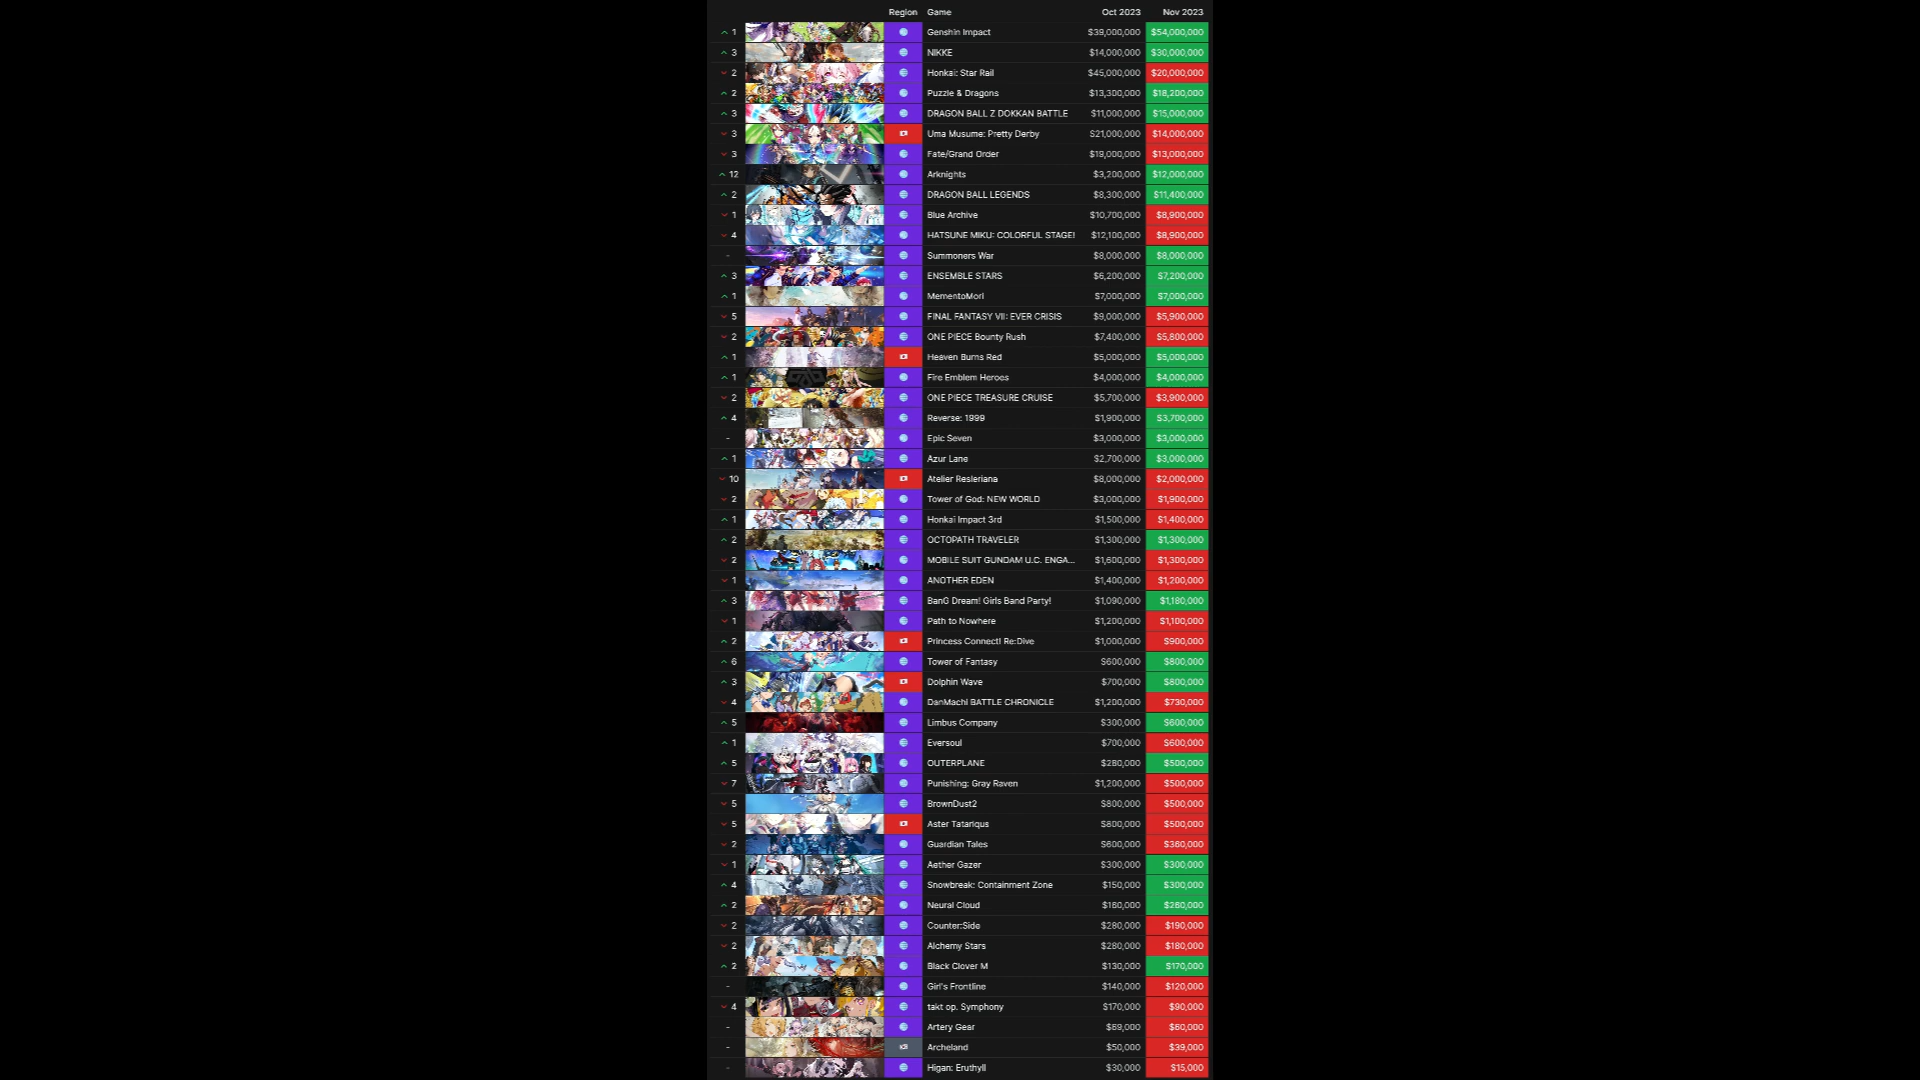 Region Game Oct 2023 Nov 2023
1 Genshin Impact $39,000,000 $54,000,000
3 NIKKE $14,000,000 $30,000,000
2 Honkai: Star Rail $45,000,000 $20,000,000
2 Puzzle & Dragons $13,300,000 $18,200,000
3 DRAGON BALL Z DOKKAN BATTLE $11,000,000 $15,000,000
3 Uma Musume: Pretty Derby $21,000,000 $14,000,000
3 Fate/Grand Order $19,000,000 $13,000,000
12 Arknights $3,200,000 $12,000,000
2 DRAGON BALL LEGENDS $8,300,000 $11,400,000
1 Blue Archive $10,700,000 $8,900,000
4 HATSUNE MIKU: COLORFUL STAGE! $12,100,000 $8,900,000
- Summoners War $8,000,000 $8,000,000
3 ENSEMBLE STARS $6,200,000 $7,200,000
1 MementoMori $7,000,000 $7,000,000
5 FINAL FANTASY VII: EVER CRISIS $9,000,000 $5,900,000
2 ONE PIECE Bounty Rush $7,400,000 $5,800,000
1 Heaven Burns Red $5,000,000 $5,000,000
1 Fire Emblem Heroes $4,000,000 $4,000,000
2 ONE PIECE TREASURE CRUISE $5,700,000 $3,900,000
4 Reverse: 1999 $1,900,000 $3,700,000
- Epic Seven $3,000,000 $3,000,000
1 Azur Lane $2,700,000 $3,000,000
10 Atelier Resleriana $8,000,000 $2,000,000
2 Tower of God: NEW WORLD $3,000,000 $1,900,000
1 Honkai Impact 3rd $1,500,000 $1,400,000
2 OCTOPATH TRAVELER $1,300,000 $1,300,000
2 MOBILE SUIT GUNDAM U.C. ENGA... $1,600,000 $1,300,000
1 ANOTHER EDEN $1,400,000 $1,200,000
3 BanG Dream! Girls Band Party! $1,090,000 $1,180,000
1 Path to Nowhere $1,200,000 $1,100,000
2 Princess Connect! Re:Dive $1,000,000 $900,000
6 Tower of Fantasy $600,000 $800,000
3 Dolphin Wave $700,000 $800,000
4 DanMachi BATTLE CHRONICLE $1,200,000 $730,000
5 Limbus Company $300,000 $600,000
1 Eversoul $700,000 $600,000
5 OUTERPLANE $280,000 $500,000
7 Punishing: Gray Raven $1,200,000 $500,000
5 BrownDust2 $800,000 $500,000
5 Aster Tatariqus $800,000 $500,000
2 Guardian Tales $600,000 $360,000
1 Aether Gazer $300,000 $300,000
4 Snowbreak: Containment Zone $150,000 $300,000
2 Neural Cloud $180,000 $260,000
2 Counter:Side $280,000 $190,000
2 Alchemy Stars $280,000 $180,000
2 Black Clover M $130,000 $170,000
- Girl's Frontline $140,000 $120,000
4 takt op. Symphony $170,000 $90,000
- Artery Gear $69,000 $60,000
- Archeland $50,000 $39,000
- Higan: Eruthyll $30,000 $15,000